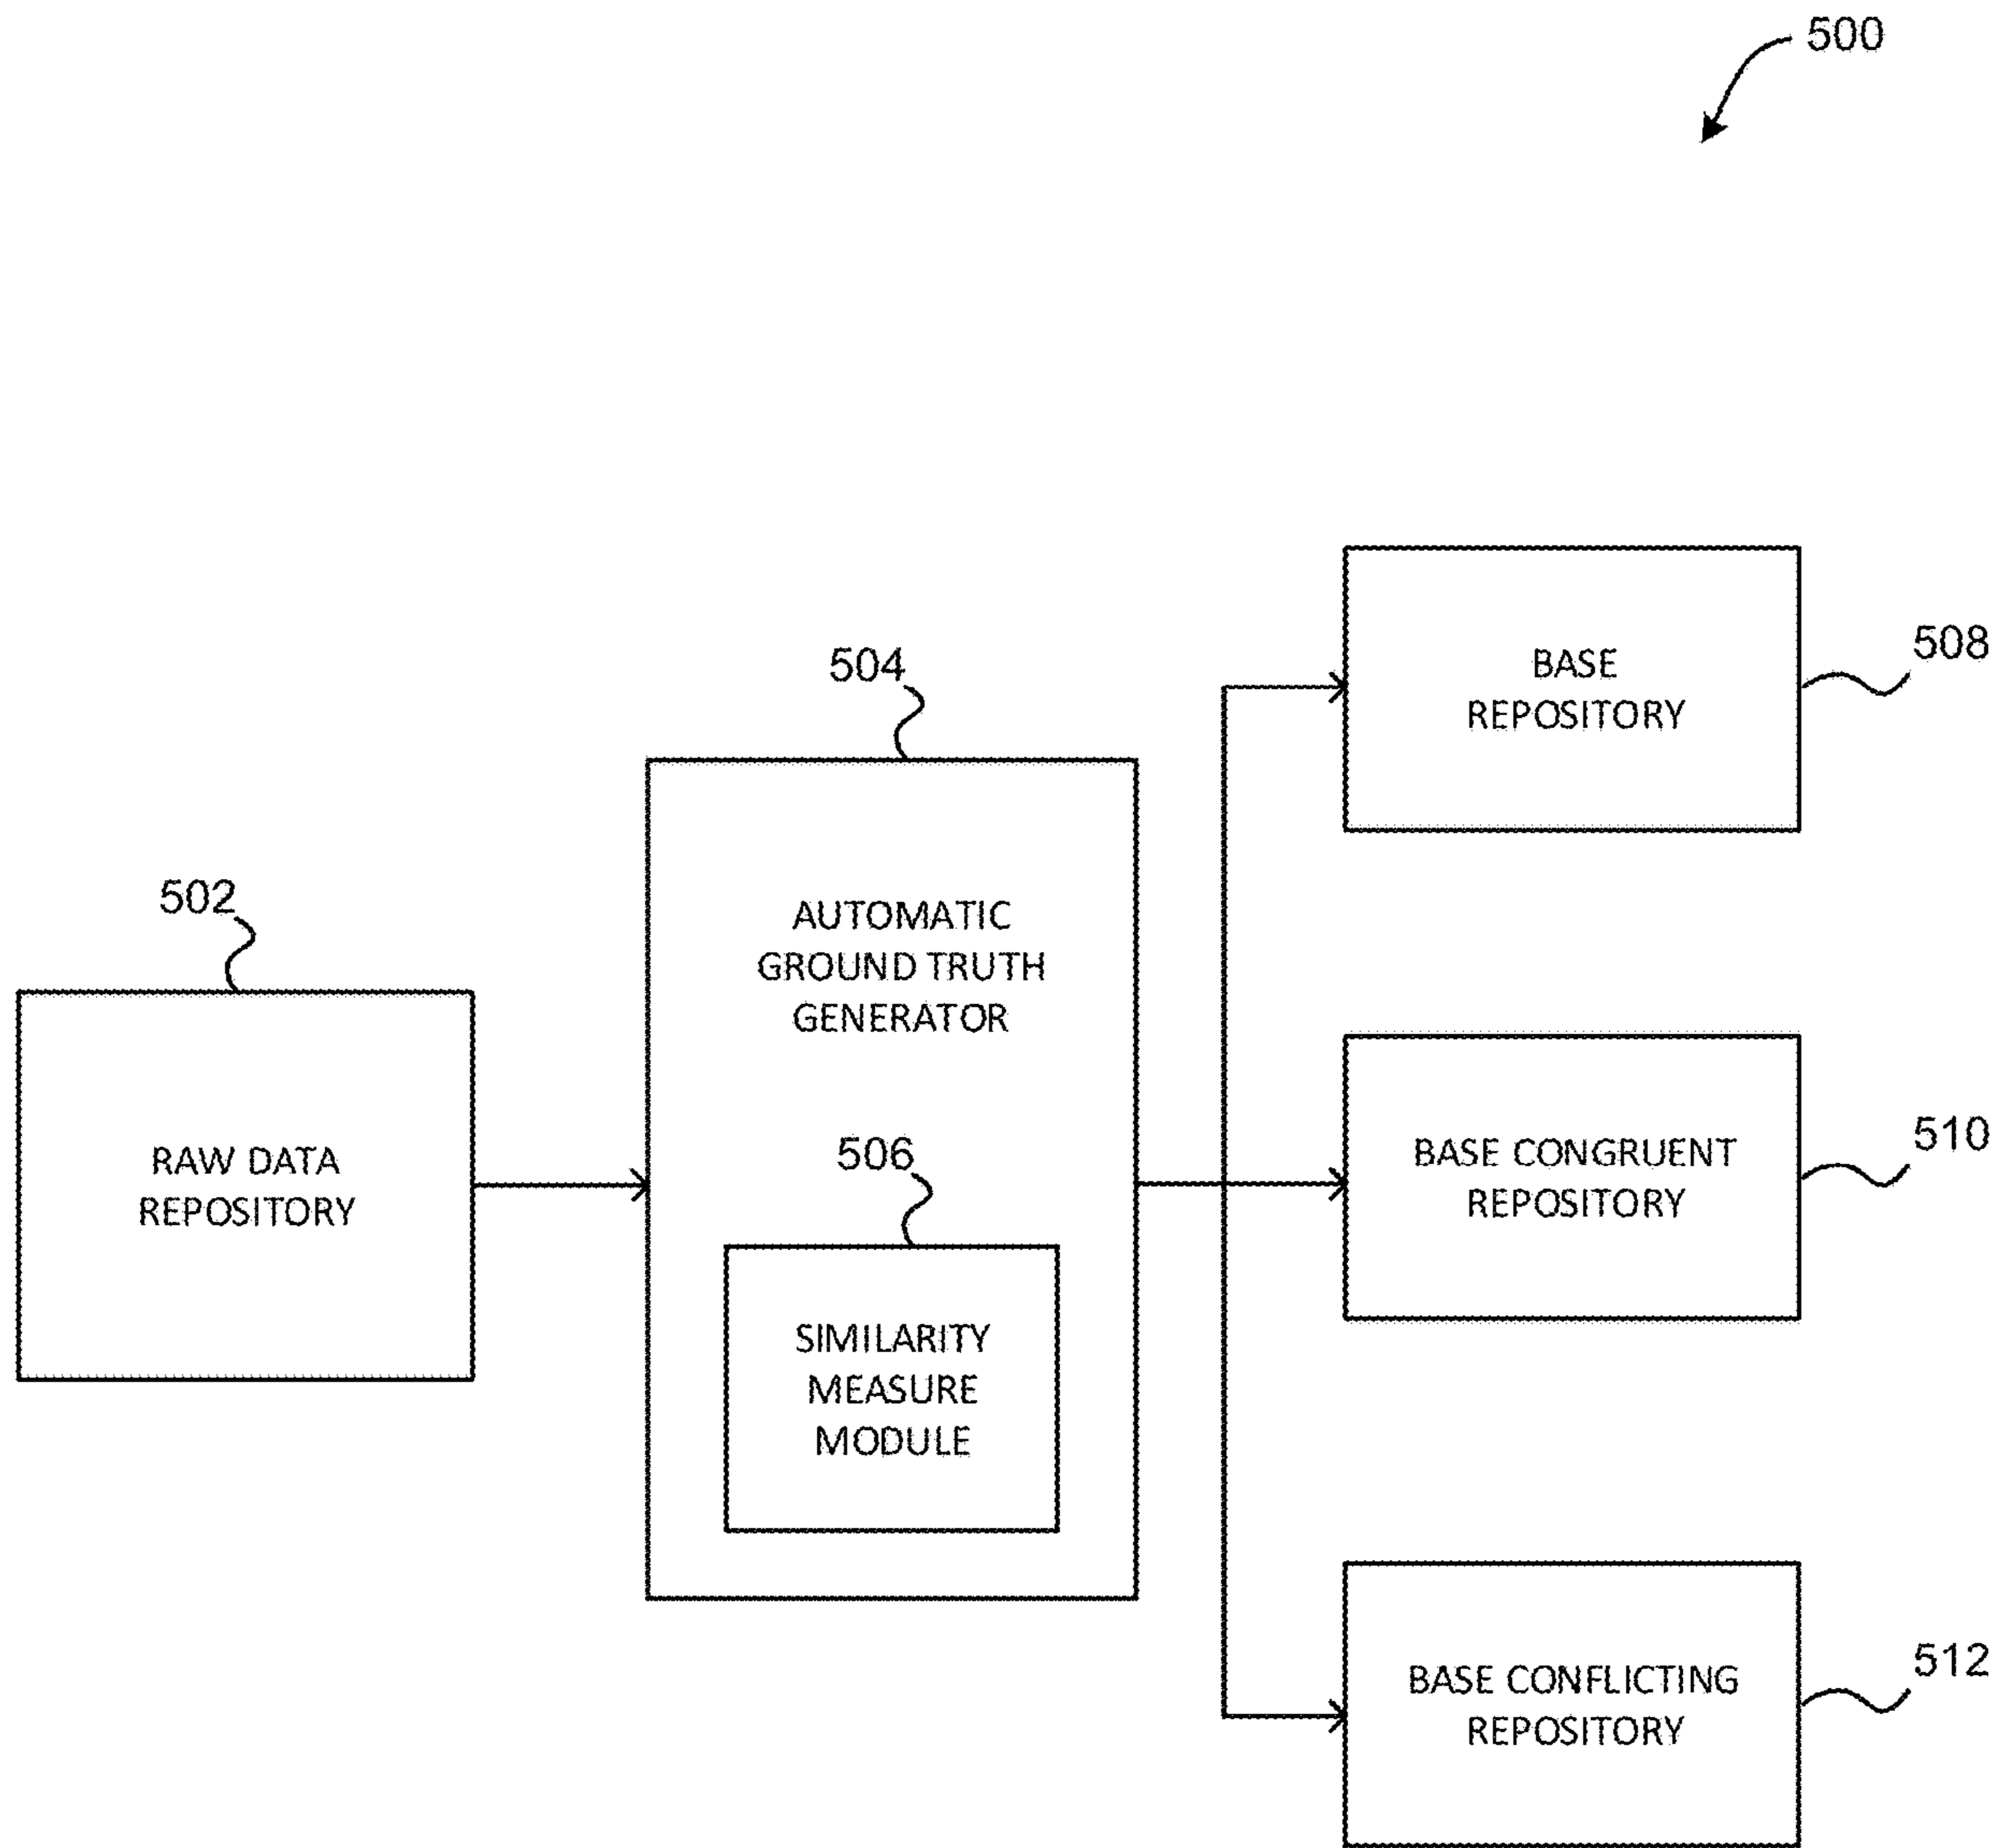 500
508
BASE
REPOSITORY
504
502
AUTOMATIC
GROUND TRUTH
GENERATOR
510
506
BASE CONGRUENT
REPOSITORY
RAW DATA
REPOSITORY
SIMILARITY
MEASURE
MODULE
512
BASE CONFLICTING
REPOSITORY